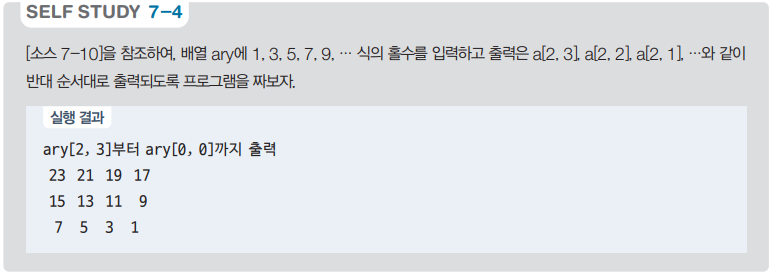 SELF STUDY 7-4
[소스 7-10]을 참조하여, 배열 ary에 1, 3, 5, 7, 9, … 식의 홀수를 입력하고 출력은 a[2, 3], a[2, 2], a[2, 1], …와 같이
반대 순서대로 출력되도록 프로그램을 짜보자.
실행 결과
ary[2, 3]부터 ary[0, 0]까지 출력
23 21 19 17
15 13 11 9
7 5 3 1